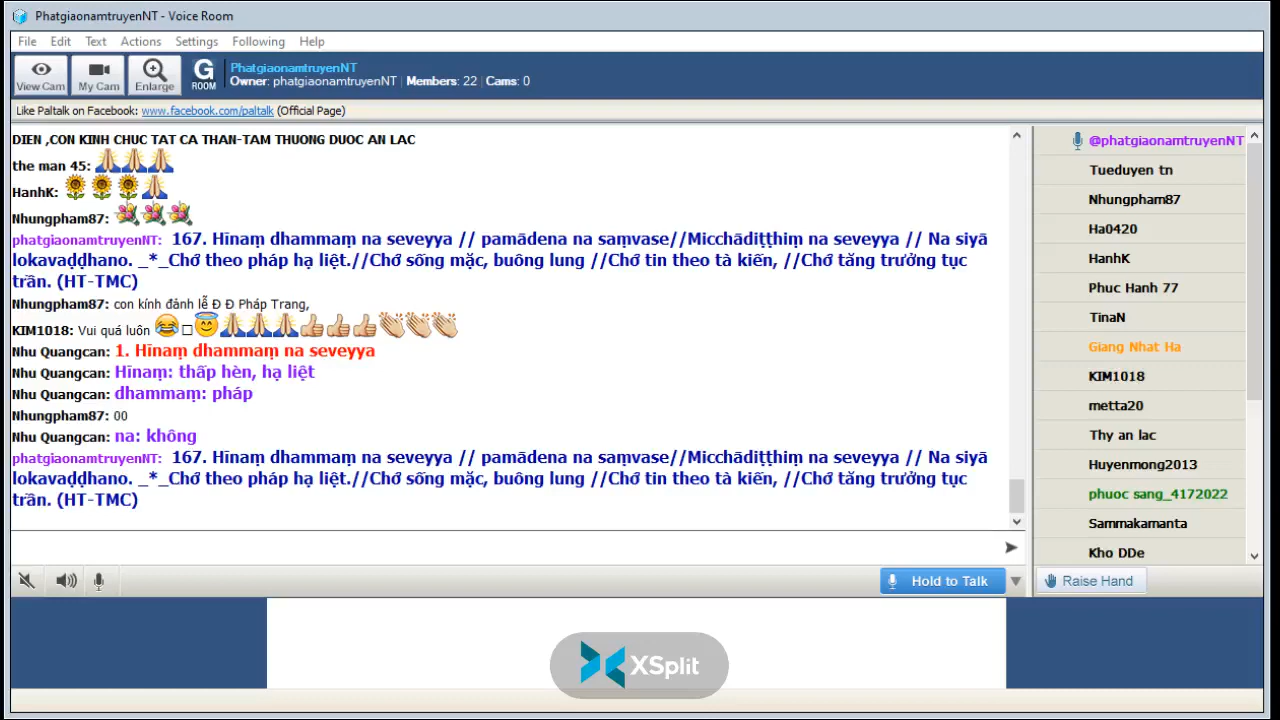 PhatgiaonamtruyenNT - Voice Room
File Edit Text Actions Settings Following Help
View Cam My Cam Enlarge G ROOM
PhatgiaonamtruyenNT
Owner: phatgiaonamtruyenNT | Members: 22 | Cams: 0
Like Paltalk on Facebook: www.facebook.com/paltalk (Official Page)
DIEN ,CON KINH CHUC TAT CA THAN-TAM THUONG DUOC AN LAC
the man 45: 🙏🙏🙏
HanhK: 🌻🌻🌻🙏
Nhungpham87: 💐💐💐
phatgiaonamtruyenNT: 167. Hīnaṃ dhammaṃ na seveyya // pamādena na saṃvase//Micchādiṭṭhiṃ na seveyya // Na siyā
lokavaḍḍhano. _*_Chớ theo pháp hạ liệt.//Chớ sống mặc, buông lung //Chớ tin theo tà kiến, //Chớ tăng trưởng tục
trần. (HT-TMC)
Nhungpham87: con kính đảnh lễ Đ Đ Pháp Trang,
KIM1018: Vui quá luôn 😂□😇🙏🙏🙏👍👍👍👏👏👏
Nhu Quangcan: 1. Hīnaṃ dhammaṃ na seveyya
Nhu Quangcan: Hīnaṃ: thấp hèn, hạ liệt
Nhu Quangcan: dhammaṃ: pháp
Nhungpham87: 00
Nhu Quangcan: na: không
phatgiaonamtruyenNT: 167. Hīnaṃ dhammaṃ na seveyya // pamādena na saṃvase//Micchādiṭṭhiṃ na seveyya // Na siyā
lokavaḍḍhano. _*_Chớ theo pháp hạ liệt.//Chớ sống mặc, buông lung //Chớ tin theo tà kiến, //Chớ tăng trưởng tục
trần. (HT-TMC)
@phatgiaonamtruyenNT
Tueduyen tn
Nhungpham87
Ha0420
HanhK
Phuc Hanh 77
TinaN
Giang Nhat Ha
KIM1018
metta20
Thy an lac
Huyenmong2013
phuoc sang_4172022
Sammakamanta
Kho DDe
Hold to Talk
Raise Hand
XSplit